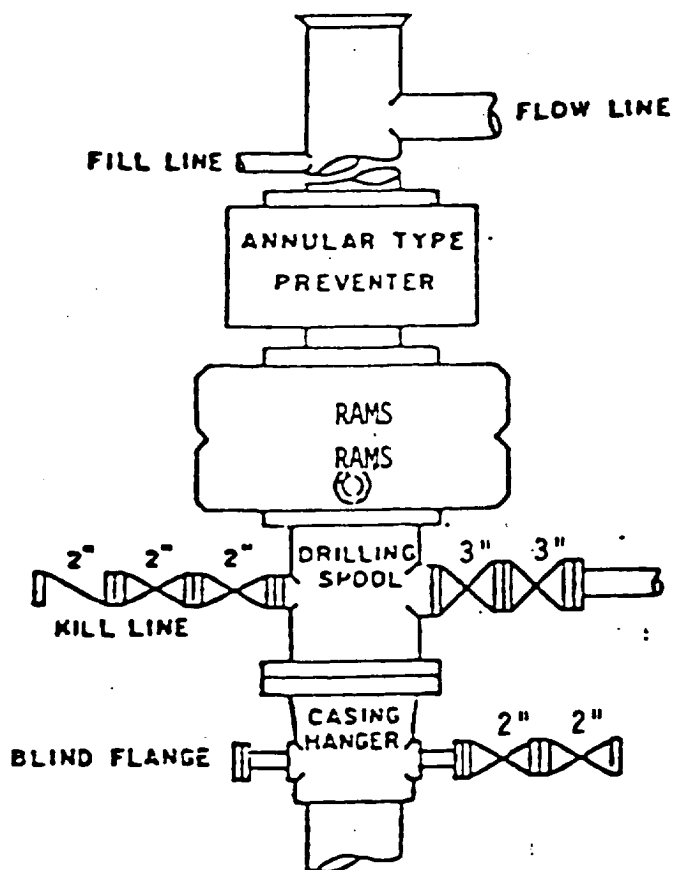 FLOW LINE
FILL LINE
ANNULAR TYPE
PREVENTER
RAMS
RAMS
2" 2" 2"
DRILLING
SPOOL
3" 3"
KILL LINE
CASING
HANGER
2" 2"
BLIND FLANGE